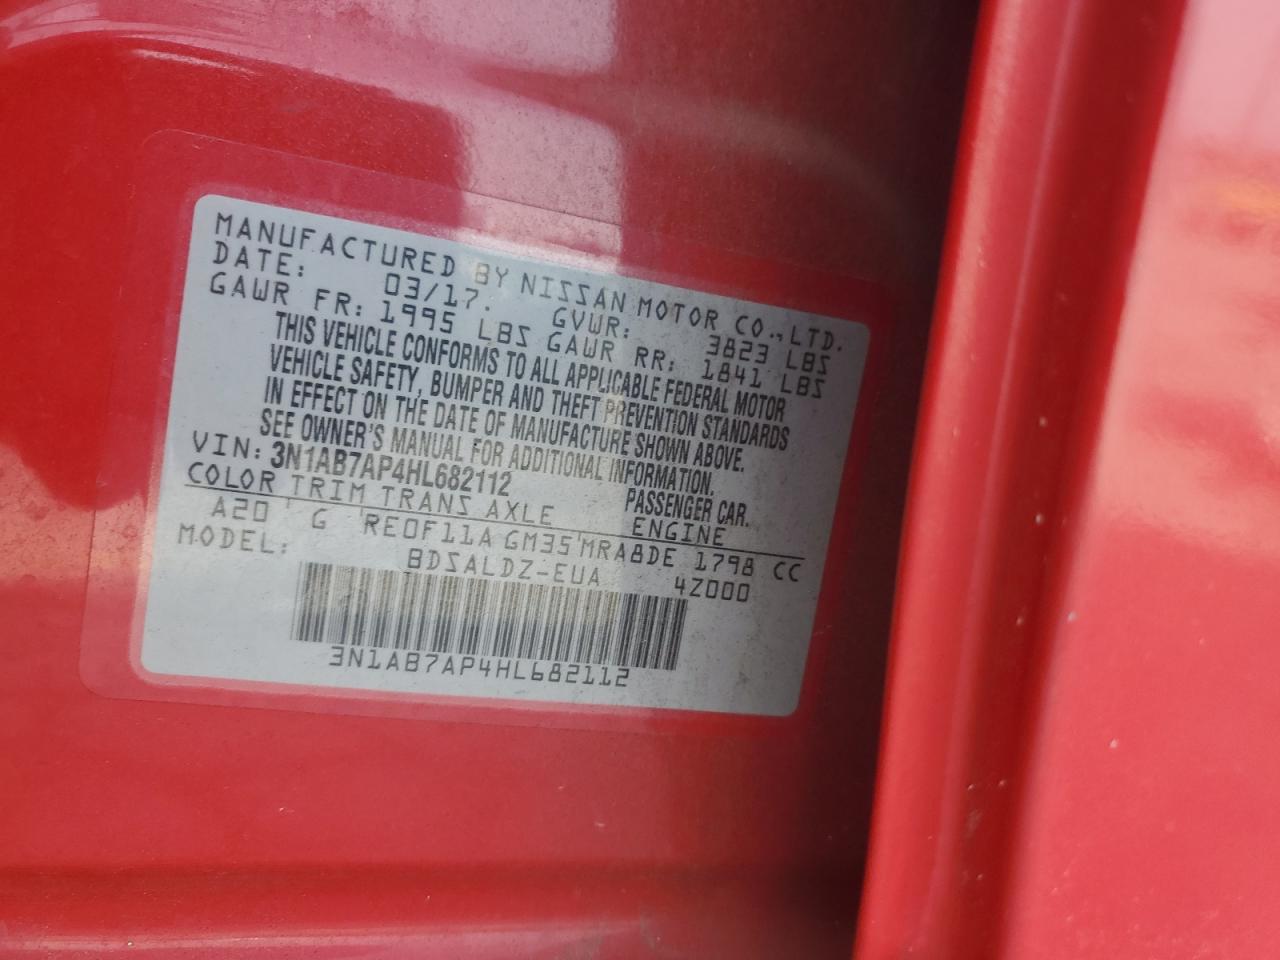 MANUFACTURED BY NISSAN MOTOR CO.,LTD.
DATE: 03/17. GVWR: 3823 LBS
GAWR FR: 1995 LBS GAWR RR: 1841 LBS
THIS VEHICLE CONFORMS TO ALL APPLICABLE FEDERAL MOTOR
VEHICLE SAFETY, BUMPER AND THEFT PREVENTION STANDARDS
IN EFFECT ON THE DATE OF MANUFACTURE SHOWN ABOVE.
SEE OWNER'S MANUAL FOR ADDITIONAL INFORMATION.
VIN: 3N1AB7AP4HL682112 PASSENGER CAR.
COLOR TRIM TRANS AXLE ENGINE
A20 G RE0F11A GM35 MRA8DE 1798 CC
MODEL: BDSALDZ-EUA 4Z000
3N1AB7AP4HL682112